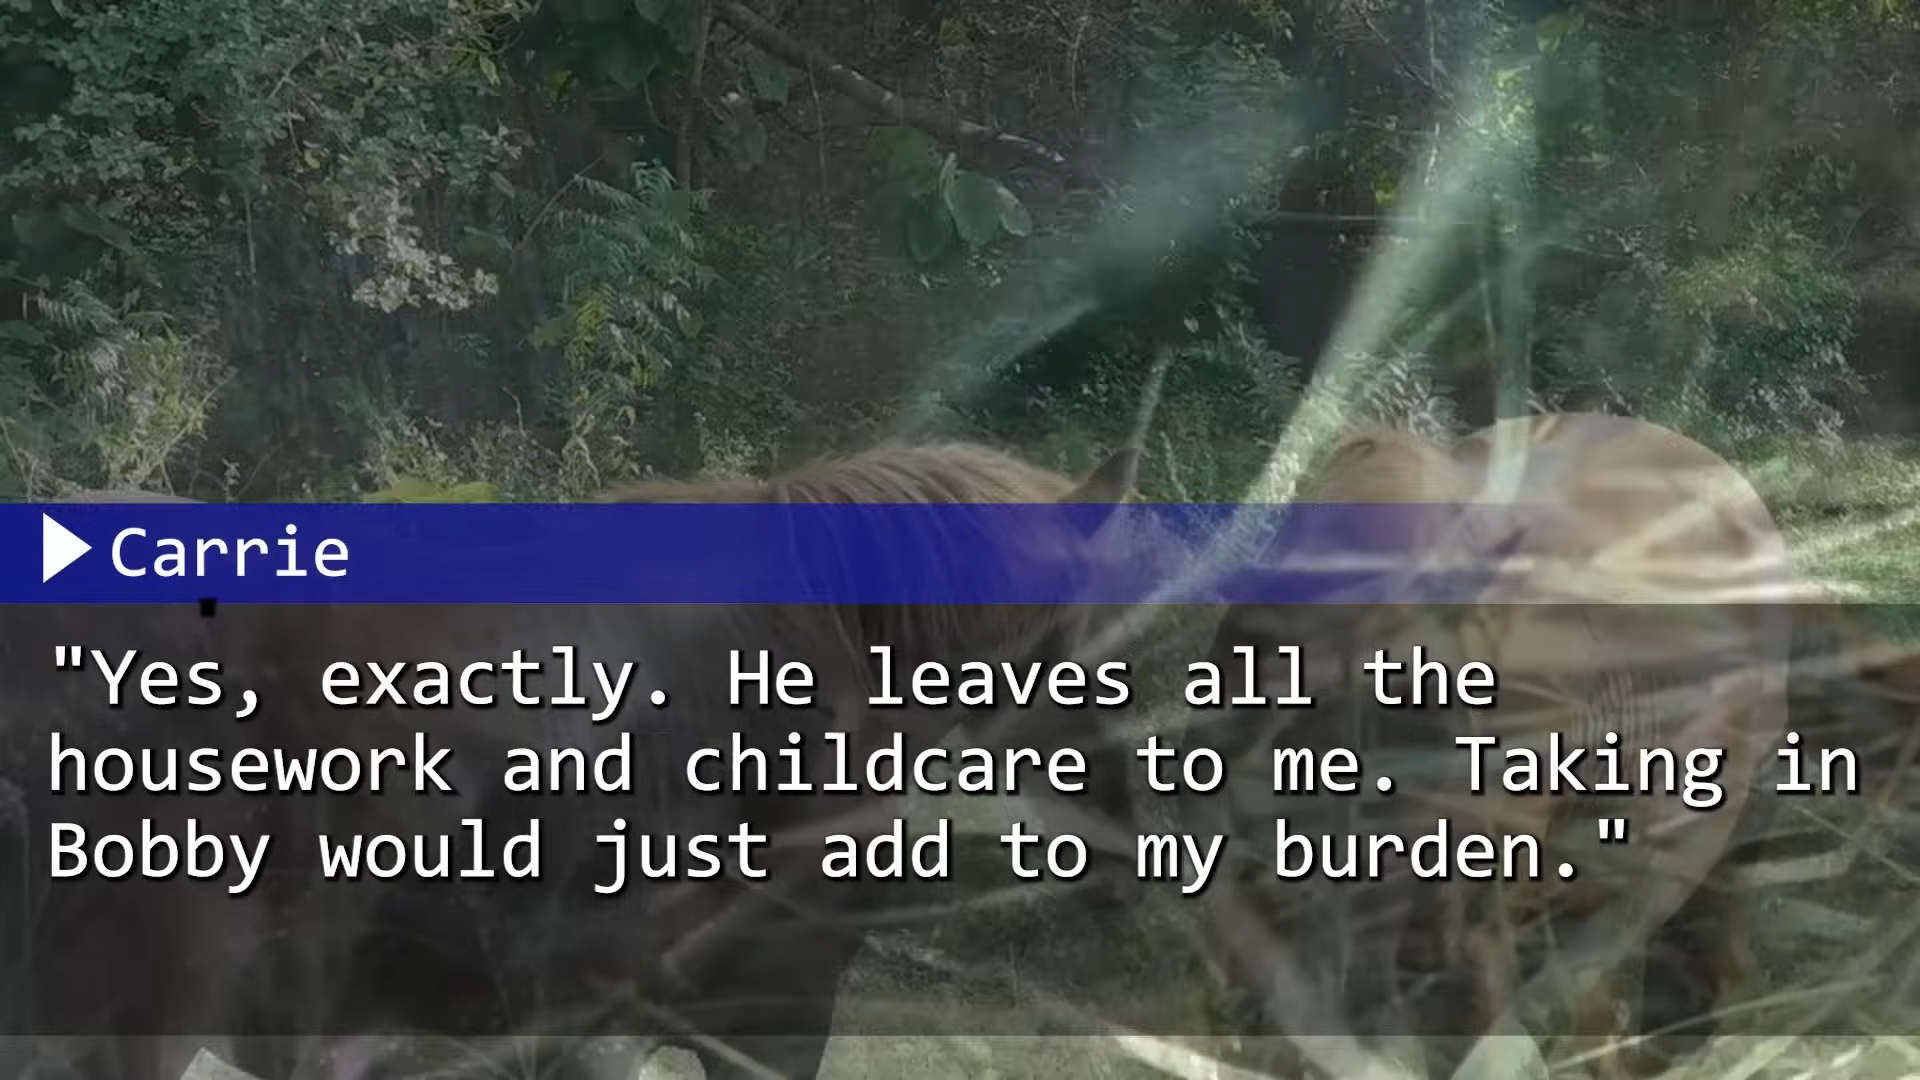 Carrie
"Yes, exactly. He leaves all the
housework and childcare to me. Taking in
Bobby would just add to my burden."